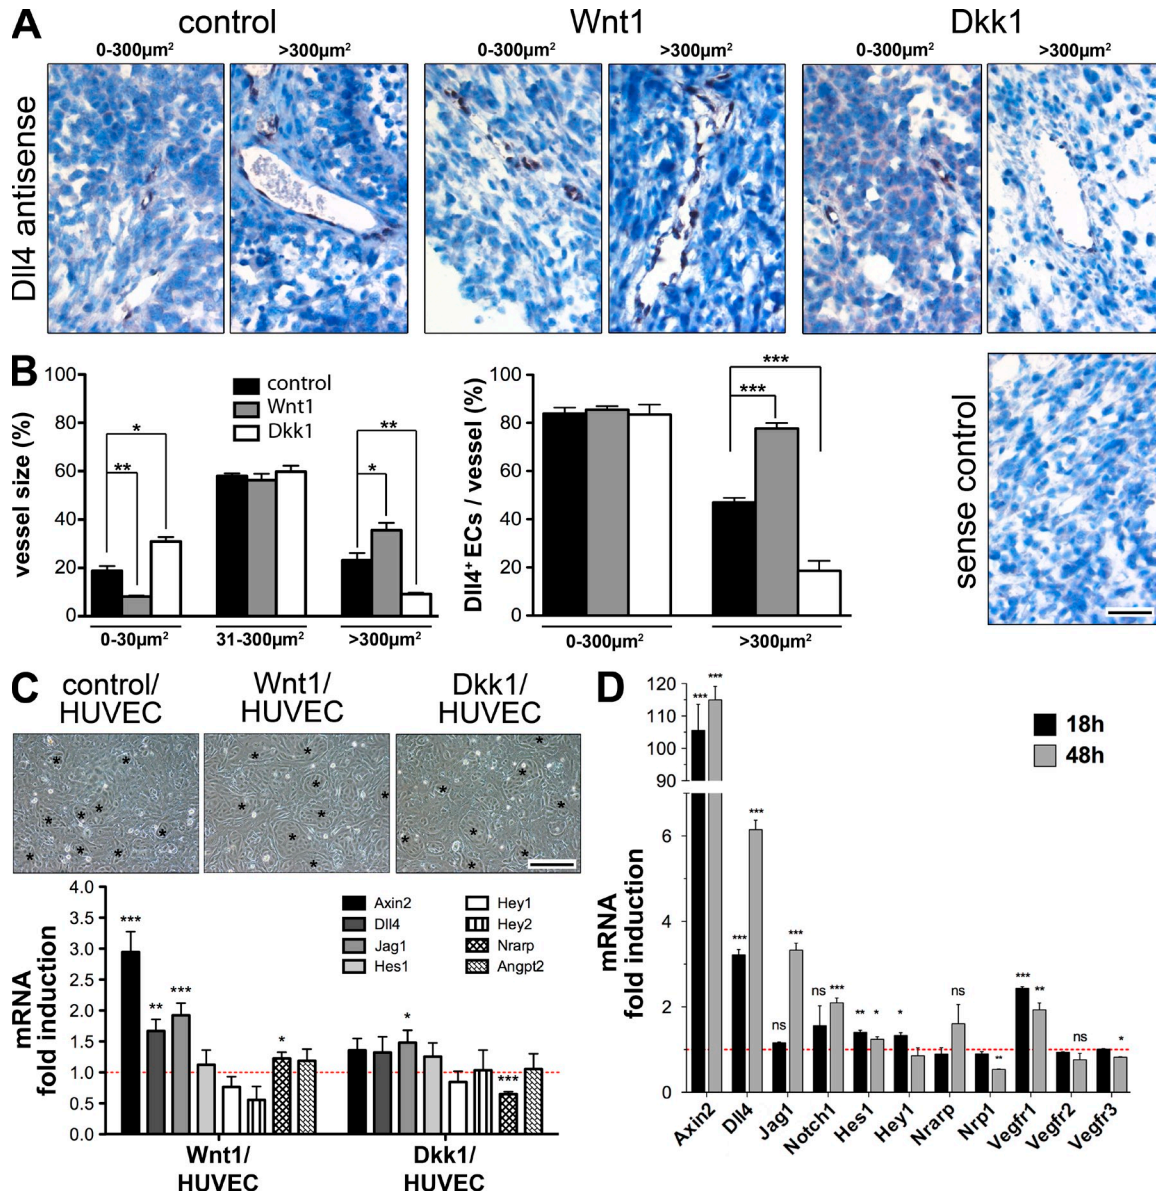 A
control
Wnt1
Dkk1
0-300µm²
>300µm²
0-300µm²
>300µm²
0-300µm²
>300µm²
Dll4 antisense
sense control
B
vessel size (%)
100
80
60
40
20
0
control
Wnt1
Dkk1
*
**
**
*
0-30µm²
31-300µm²
>300µm²
Dll4⁺ ECs / vessel (%)
100
80
60
40
20
0
***
***
0-300µm²
>300µm²
C
control/
HUVEC
Wnt1/
HUVEC
Dkk1/
HUVEC
mRNA
fold induction
4.0
3.5
3.0
2.5
2.0
1.5
1.0
0.5
0.0
Axin2
Dll4
Jag1
Hes1
Hey1
Hey2
Nrarp
Angpt2
***
**
***
*
*
***
Wnt1/
HUVEC
Dkk1/
HUVEC
D
mRNA
fold induction
120
115
110
105
100
95
90
6
4
2
0
18h
48h
*** ***
*** ***
ns ***
ns ***
** *
*
ns
**
*** **
ns
*
Axin2
Dll4
Jag1
Notch1
Hes1
Hey1
Nrarp
Nrp1
Vegfr1
Vegfr2
Vegfr3